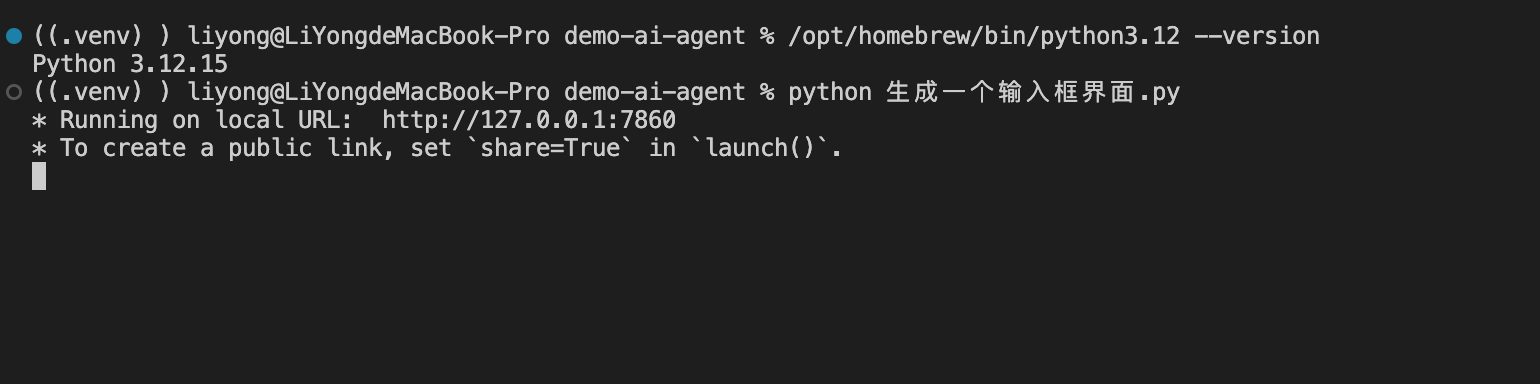 ((.venv) ) liyong@LiYongdeMacBook-Pro demo-ai-agent % /opt/homebrew/bin/python3.12 --version
Python 3.12.15
((.venv) ) liyong@LiYongdeMacBook-Pro demo-ai-agent % python 生成一个输入框界面.py
* Running on local URL:  http://127.0.0.1:7860
* To create a public link, set `share=True` in `launch()`.